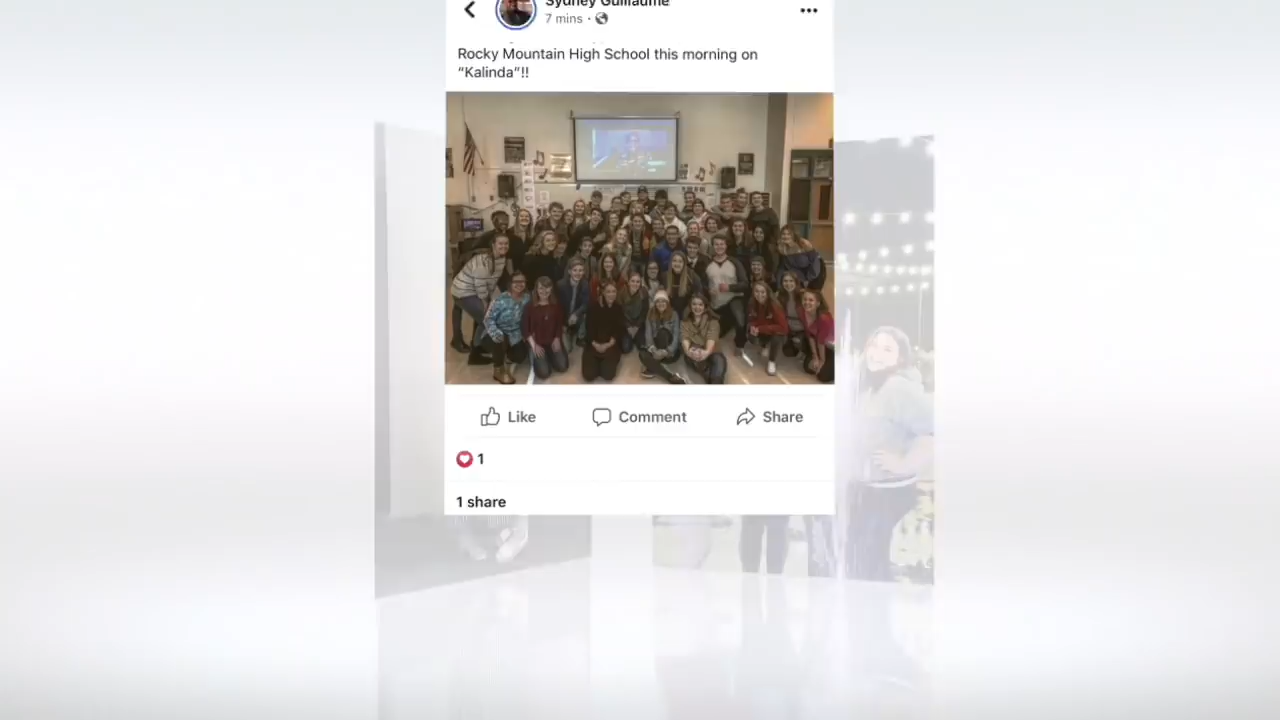 Sydney Guillaume
7 mins ·
Rocky Mountain High School this morning on
“Kalinda”!!
Like
Comment
Share
1
1 share